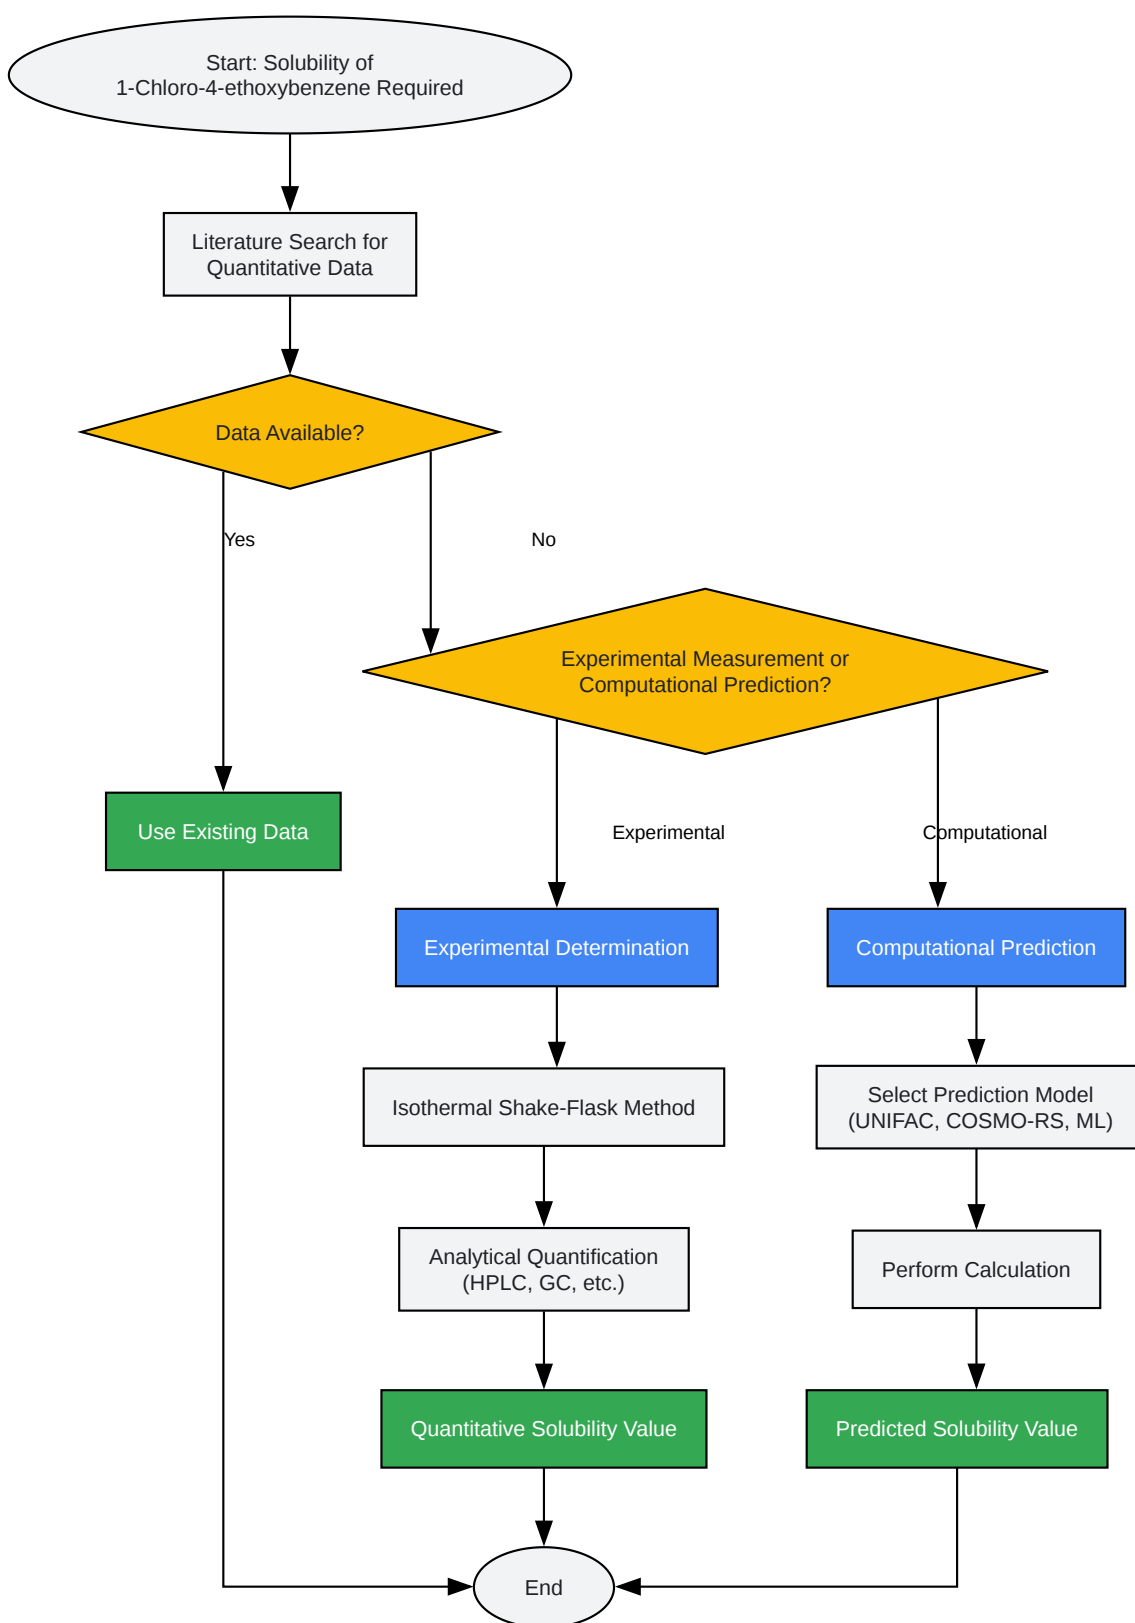 Start: Solubility of
1-Chloro-4-ethoxybenzene Required
Literature Search for
Quantitative Data
Data Available?
Yes
No
Experimental Measurement or
Computational Prediction?
Use Existing Data
Experimental
Computational
Experimental Determination
Computational Prediction
Isothermal Shake-Flask Method
Select Prediction Model
(UNIFAC, COSMO-RS, ML)
Analytical Quantification
(HPLC, GC, etc.)
Perform Calculation
Quantitative Solubility Value
Predicted Solubility Value
End